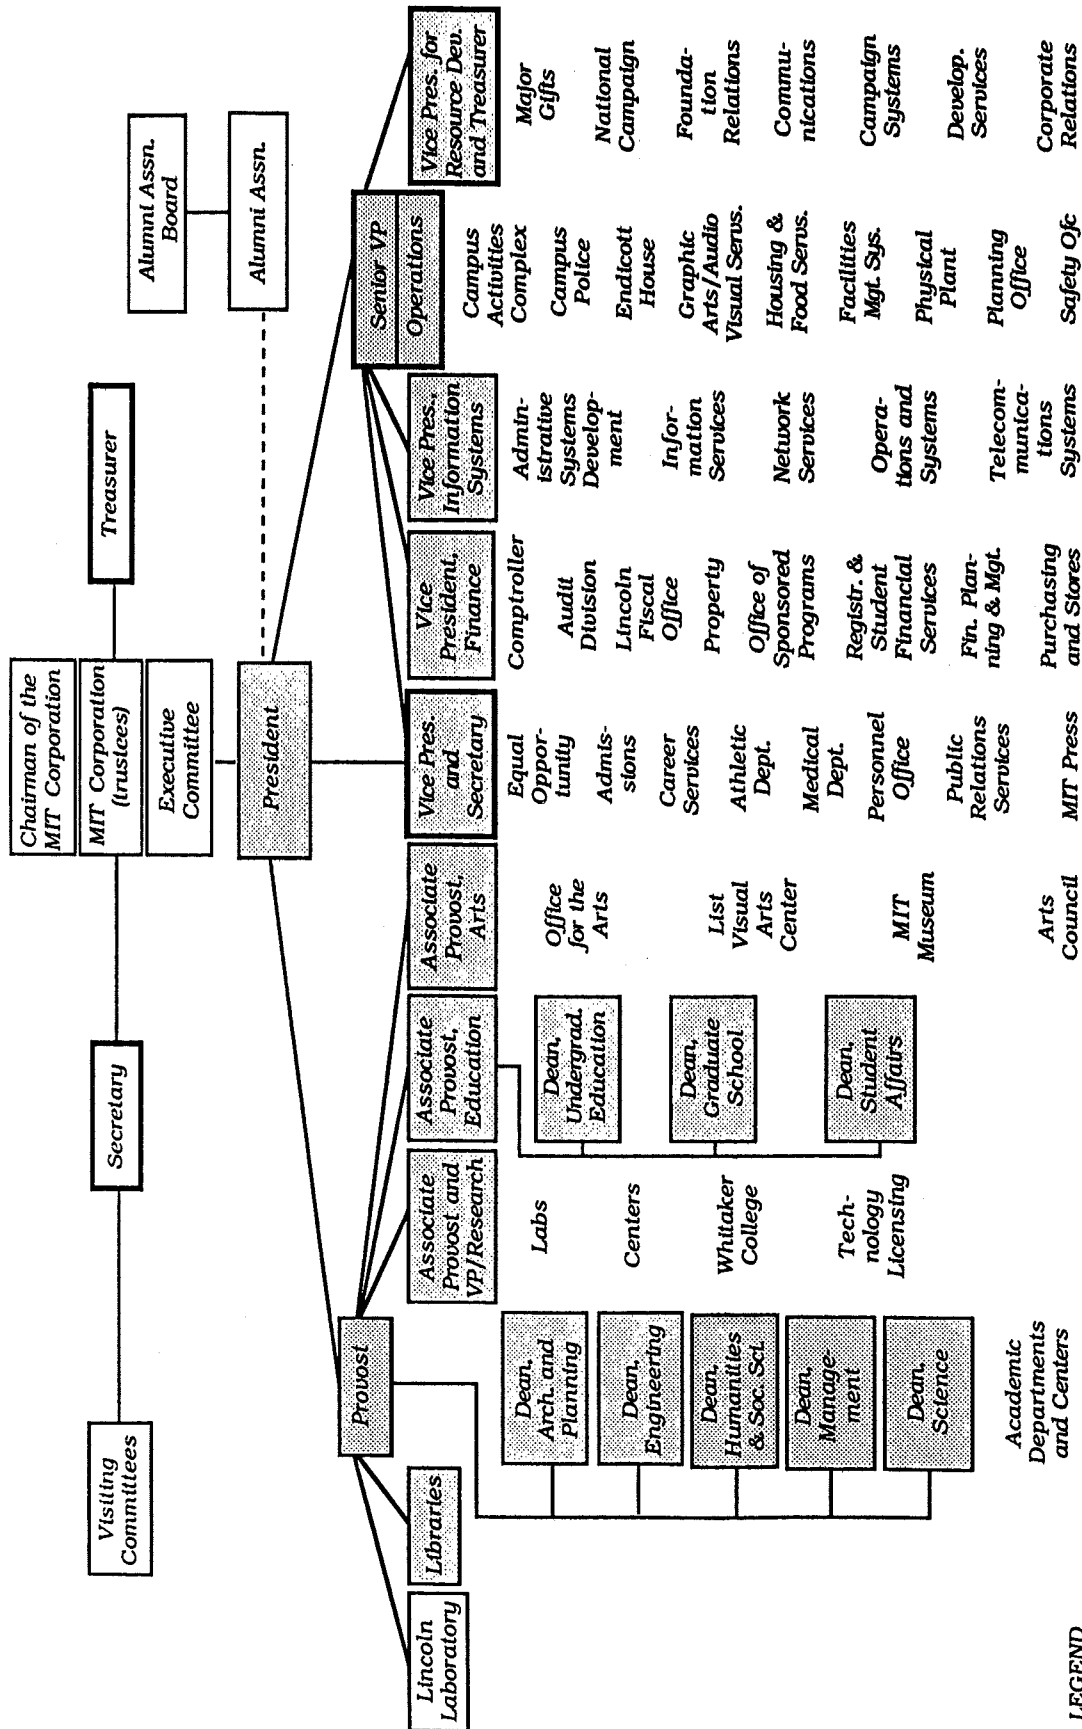 Chairman of the
MIT Corporation
MIT Corporation
(trustices)
Executive
Committee
Treasurer
Secretary
Visiting
Committees
Alumni Assn.
Board
Alumni Assn.
President
Provost
Senior VP
Operations
Lincoln
Laboratory
Libraries
Associate
Provost and
VP/Research
Associate
Provost,
Education
Associate
Provost,
Arts
Vice Pres.
and
Secretary
Vice
President,
Finance
Vice Pres.,
Information
Systems
Vice Pres. for
Resource Dev.
and Treasurer
Dean,
Arch. and
Planning
Dean,
Engineering
Dean,
Humanities
& Soc. Sci.
Dean,
Manage-
ment
Dean,
Science
Academic
Departments
and Centers
Labs
Centers
Whitaker
College
Tech-
nology
Licensing
Dean,
Undergrad.
Education
Dean,
Graduate
School
Dean,
Student
Affairs
Office
for the
Arts
List
Visual
Arts
Center
MIT
Museum
Arts
Council
Equal
Oppor-
tunity
Admis-
sions
Career
Services
Athletic
Dept.
Medical
Dept.
Personnel
Office
Public
Relations
Services
MIT Press
Comptroller
Audit
Division
Lincoln
Fiscal
Office
Property
Office of
Sponsored
Programs
Registr. &
Student
Financial
Services
Fin. Plan-
ning & Mgt.
Purchasing
and Stores
Admin-
istrative
Systems
Develop-
ment
Infor-
mation
Services
Network
Services
Opera-
tions and
Systems
Telecom-
munica-
tions
Systems
Campus
Activities
Complex
Campus
Police
Endicott
House
Graphic
Arts/Audio
Visual Servs.
Housing &
Food Servs.
Facilities
Mgt. Sys.
Physical
Plant
Planning
Office
Safety Ofc
Major
Gifts
National
Campaign
Founda-
tion
Relations
Commu-
nications
Campaign
Systems
Develop.
Services
Corporate
Relations
LEGEND